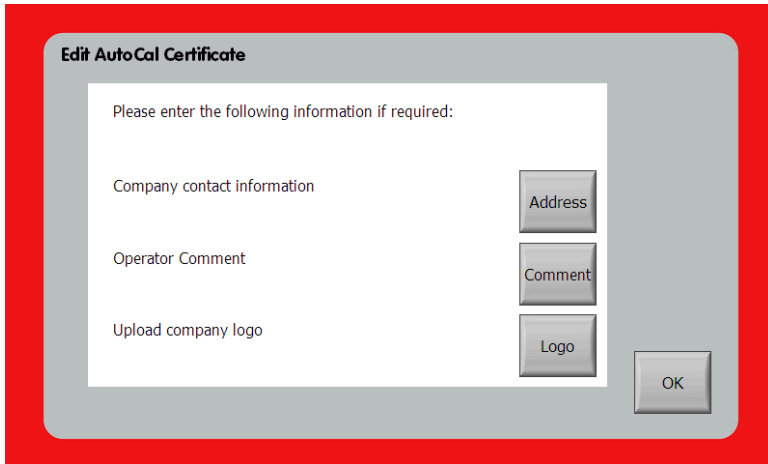 Edit AutoCal Certificate
Please enter the following information if required:
Company contact information
Address
Operator Comment
Comment
Upload company logo
Logo
OK